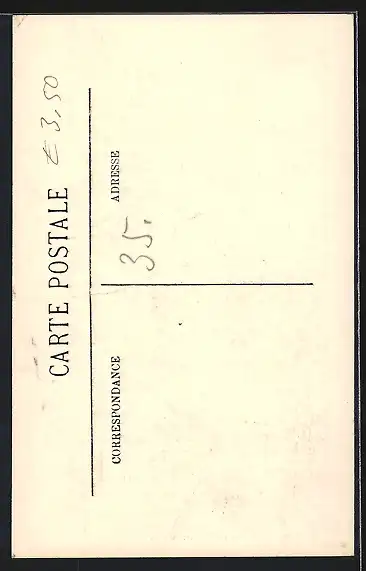 CARTE POSTALE € 3,50
CORRESPONDANCE
ADRESSE
35.